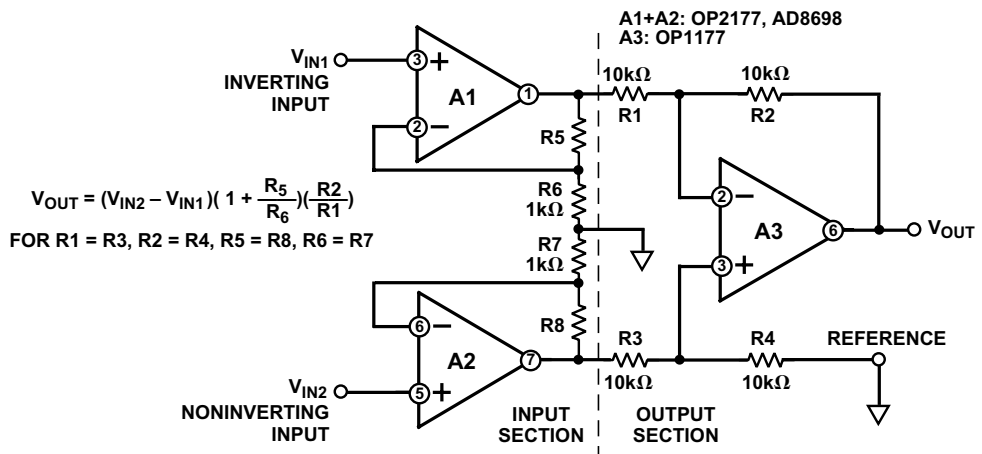 A1+A2: OP2177, AD8698
A3: OP1177
V_IN1
INVERTING
INPUT
3
+
A1
1
2
−
10kΩ
R1
10kΩ
R2
R5
R6
1kΩ
R7
1kΩ
R8
V_OUT = (V_IN2 – V_IN1)( 1 + R5/R6 )( R2/R1 )
FOR R1 = R3, R2 = R4, R5 = R8, R6 = R7
2
−
A3
6
V_OUT
3
+
6
−
A2
7
5
+
V_IN2
NONINVERTING
INPUT
R3
10kΩ
R4
10kΩ
REFERENCE
INPUT
SECTION
OUTPUT
SECTION